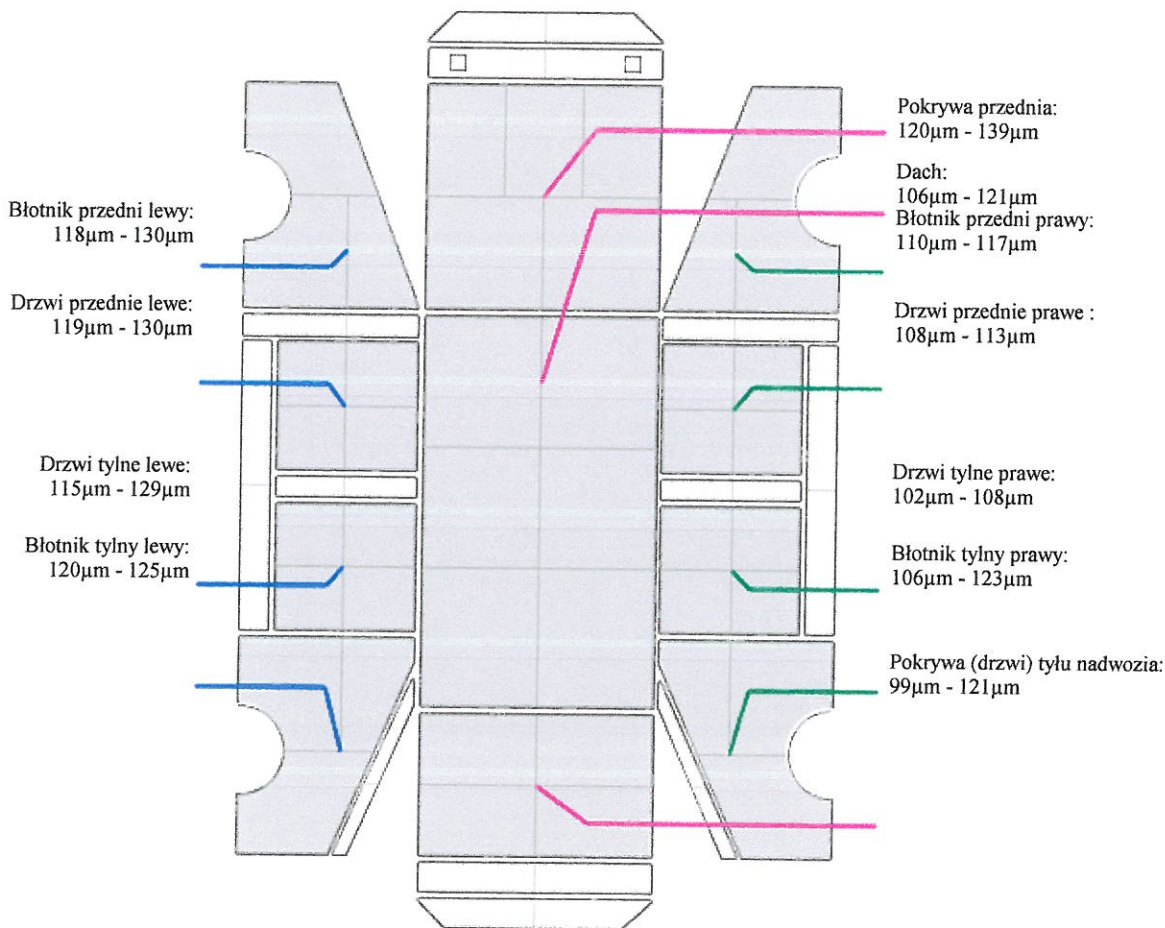 Pokrywa przednia:
120µm - 139µm
Dach:
106µm - 121µm
Błotnik przedni lewy:
118µm - 130µm
Błotnik przedni prawy:
110µm - 117µm
Drzwi przednie lewe:
119µm - 130µm
Drzwi przednie prawe :
108µm - 113µm
Drzwi tylne lewe:
115µm - 129µm
Drzwi tylne prawe:
102µm - 108µm
Błotnik tylny lewy:
120µm - 125µm
Błotnik tylny prawy:
106µm - 123µm
Pokrywa (drzwi) tyłu nadwozia:
99µm - 121µm